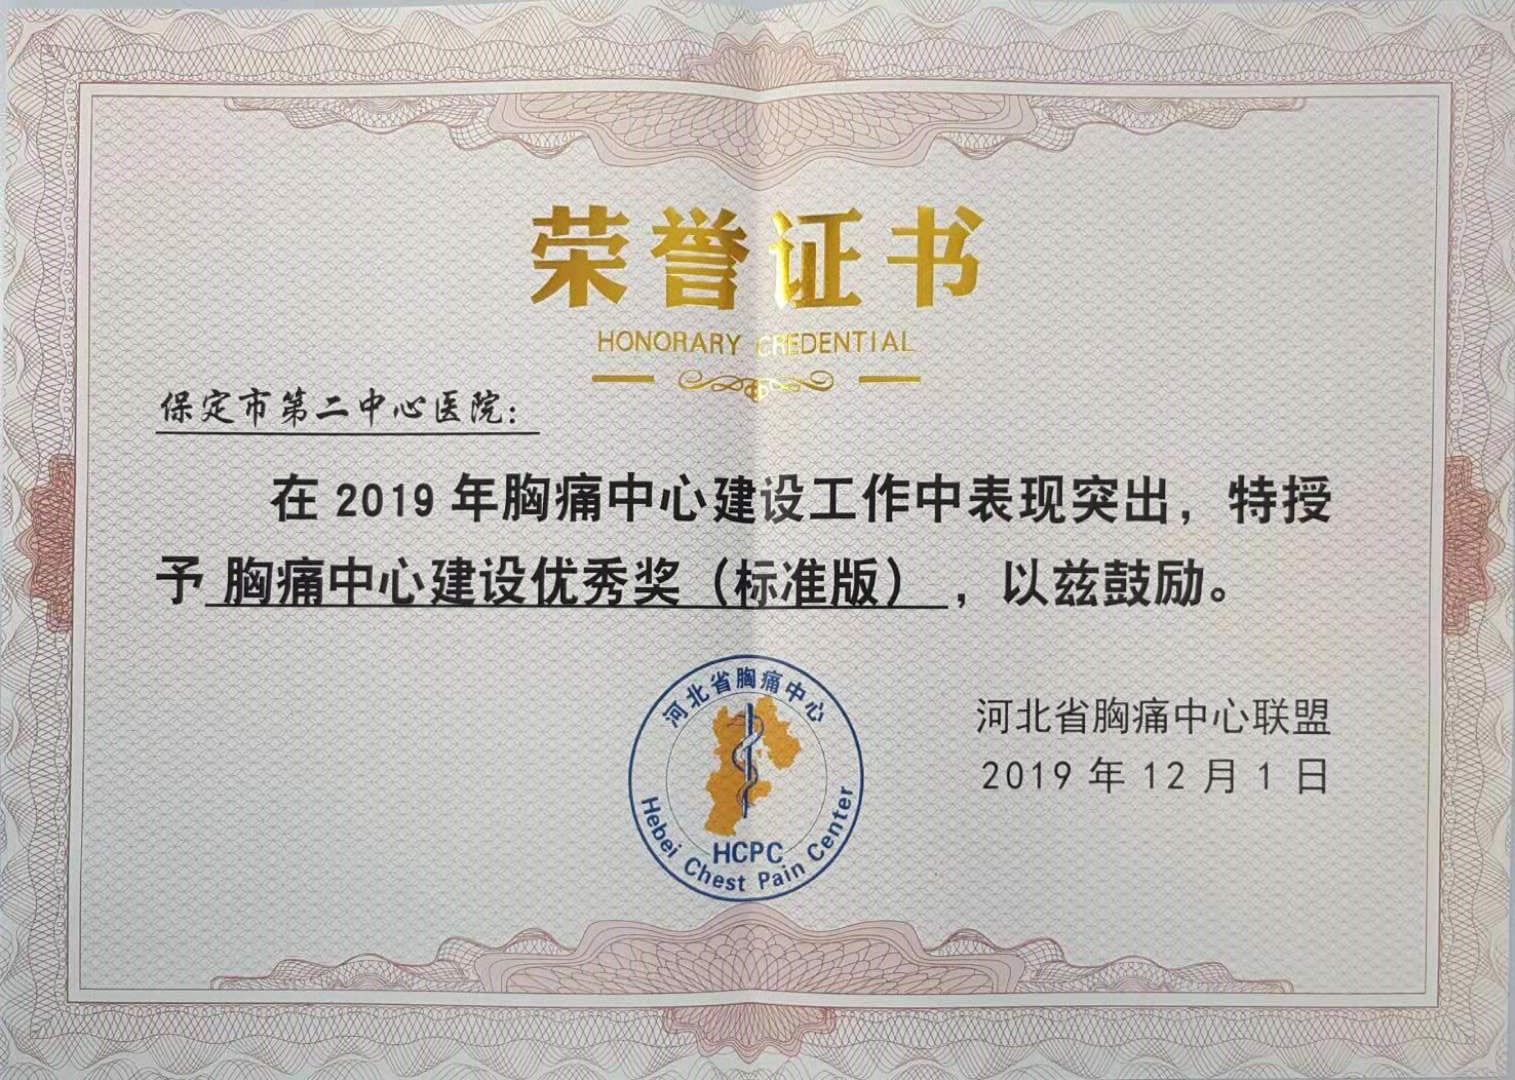 荣誉证书
HONORARY CREDENTIAL
保定市第二中心医院：
在 2019 年胸痛中心建设工作中表现突出，特授
予 胸痛中心建设优秀奖（标准版） ，以兹鼓励。
河北省胸痛中心
HCPC
Hebei Chest Pain Center
河北省胸痛中心联盟
2019 年 12 月 1 日